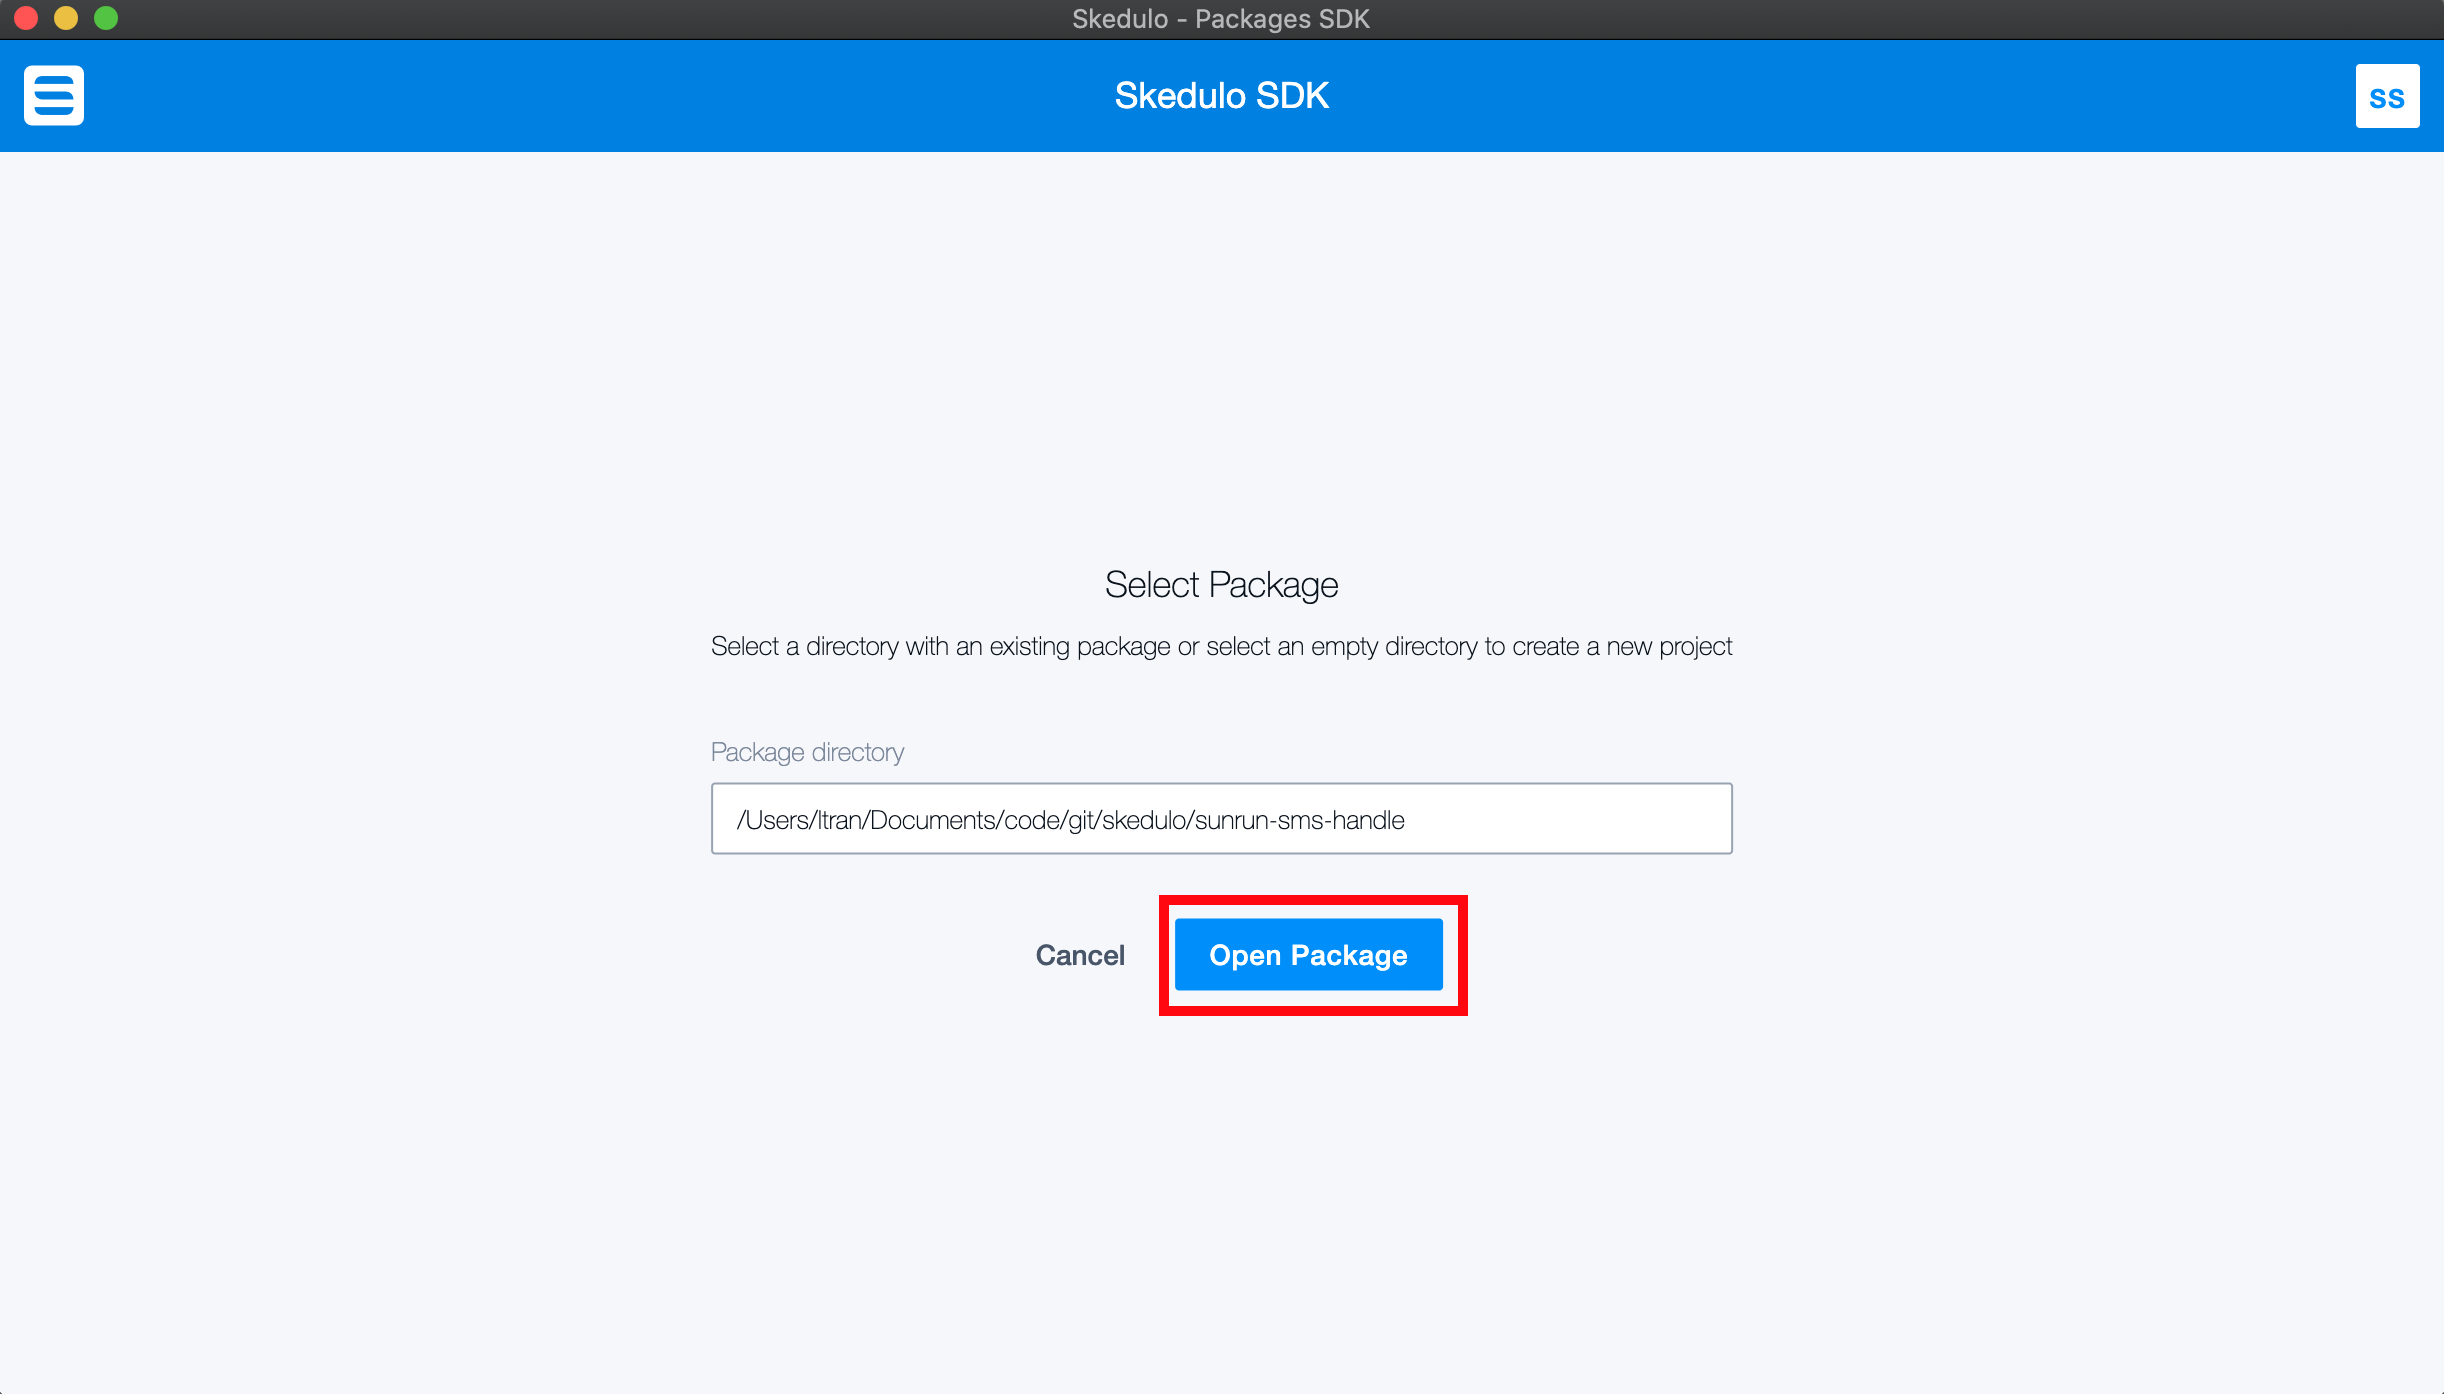 Skedulo - Packages SDK
Skedulo SDK
SS
Select Package
Select a directory with an existing package or select an empty directory to create a new project
Package directory
/Users/ltran/Documents/code/git/skedulo/sunrun-sms-handle
Cancel
Open Package